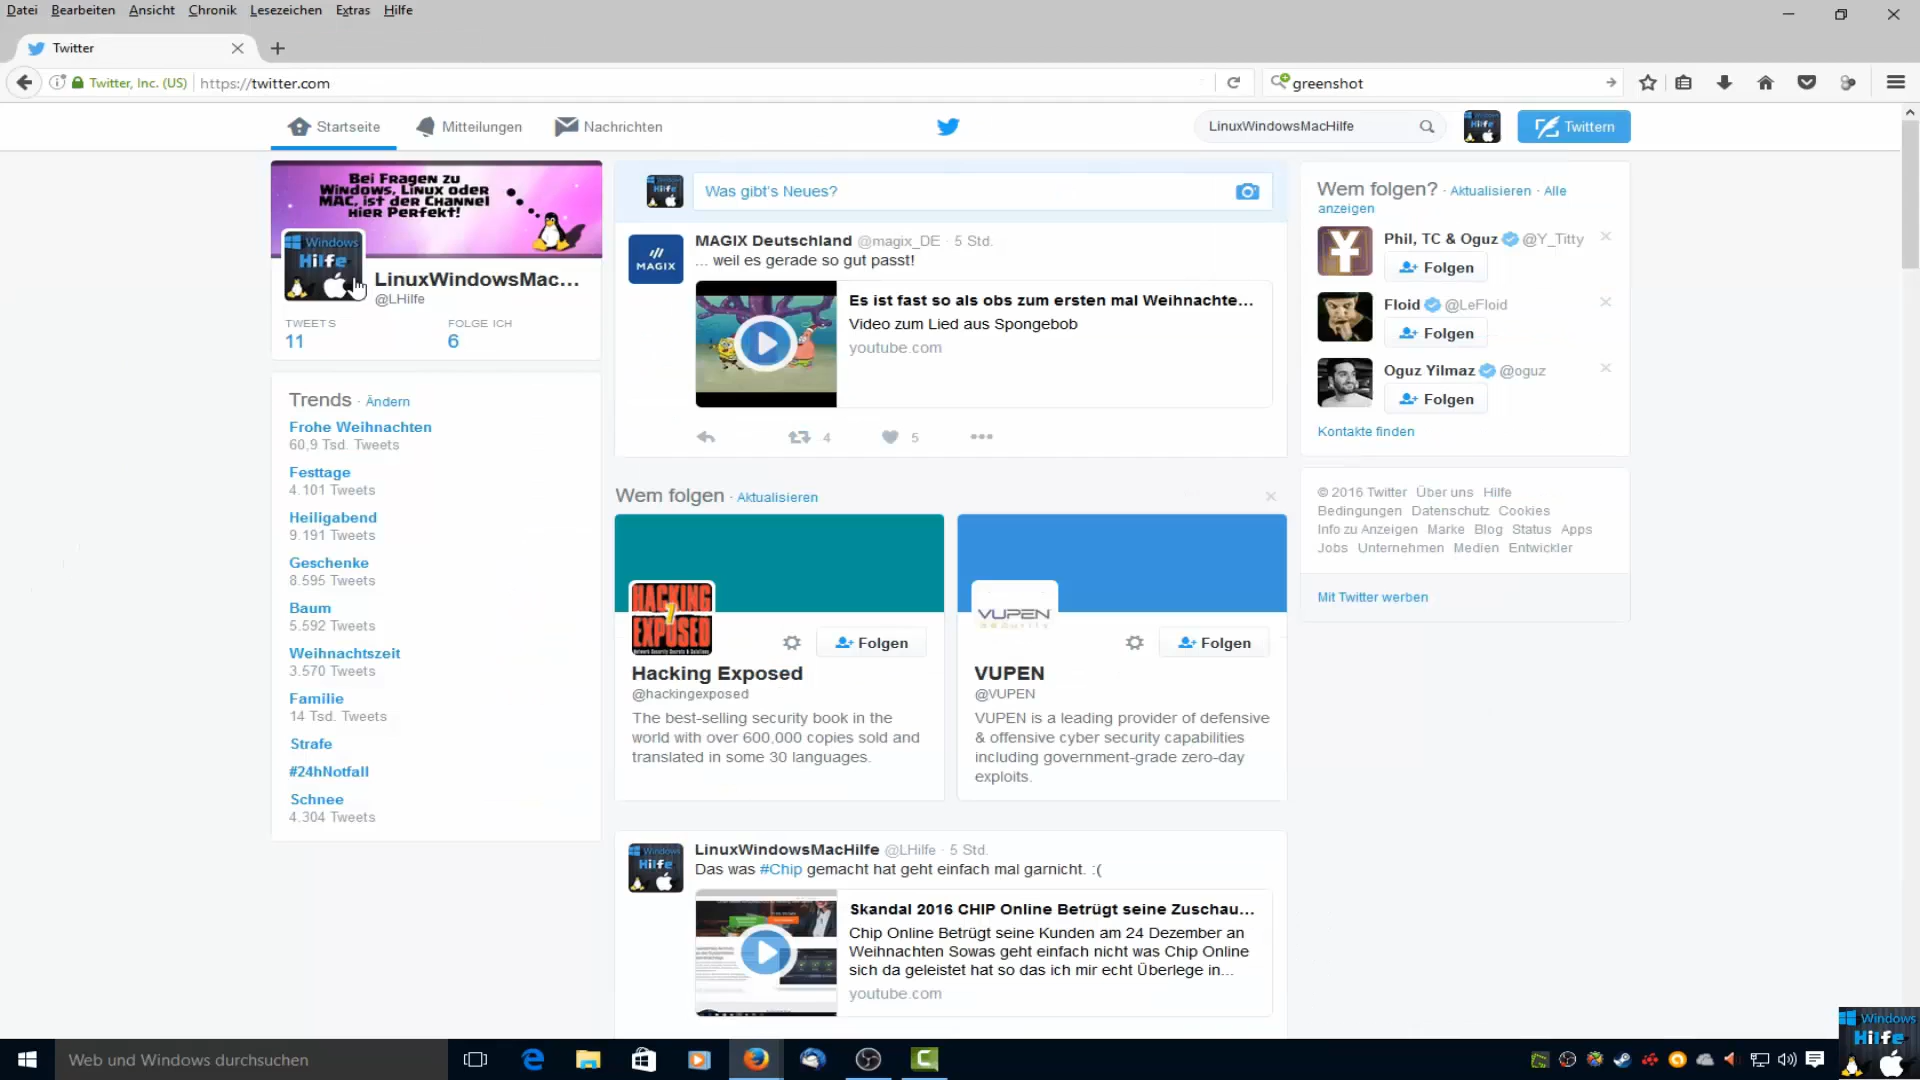 Datei Bearbeiten Ansicht Chronik Lesezeichen Extras Hilfe
Twitter
Twitter, Inc. (US) https://twitter.com
greenshot
Startseite Mitteilungen Nachrichten
LinuxWindowsMacHilfe
Twittern
Bei Fragen zu
Windows, Linux oder
MAC, ist der Channel
Hier Perfekt!
Windows
Hilfe
LinuxWindowsMac...
@LHilfe
TWEETS FOLGE ICH
11 6
Trends · Ändern
Frohe Weihnachten
60,9 Tsd. Tweets
Festtage
4.101 Tweets
Heiligabend
9.191 Tweets
Geschenke
8.595 Tweets
Baum
5.592 Tweets
Weihnachtszeit
3.570 Tweets
Familie
14 Tsd. Tweets
Strafe
#24hNotfall
Schnee
4.304 Tweets
Was gibt's Neues?
MAGIX
MAGIX Deutschland @magix_DE · 5 Std.
... weil es gerade so gut passt!
Es ist fast so als obs zum ersten mal Weihnachte...
Video zum Lied aus Spongebob
youtube.com
4 5
Wem folgen · Aktualisieren
HACKING
EXPOSED
Folgen
Hacking Exposed
@hackingexposed
The best-selling security book in the
world with over 600,000 copies sold and
translated in some 30 languages.
VUPEN
security
Folgen
VUPEN
@VUPEN
VUPEN is a leading provider of defensive
& offensive cyber security capabilities
including government-grade zero-day
exploits.
Windows
Hilfe
LinuxWindowsMacHilfe @LHilfe · 5 Std.
Das was #Chip gemacht hat geht einfach mal garnicht. :(
Skandal 2016 CHIP Online Betrügt seine Zuschau...
Chip Online Betrügt seine Kunden am 24 Dezember an
Weihnachten Sowas geht einfach nicht was Chip Online
sich da geleistet hat so das ich mir echt Überlege in...
youtube.com
Wem folgen? · Aktualisieren · Alle
anzeigen
Phil, TC & Oguz @Y_Titty
Folgen
Floid @LeFloid
Folgen
Oguz Yilmaz @oguz
Folgen
Kontakte finden
© 2016 Twitter Über uns Hilfe
Bedingungen Datenschutz Cookies
Info zu Anzeigen Marke Blog Status Apps
Jobs Unternehmen Medien Entwickler
Mit Twitter werben
Web und Windows durchsuchen
Windows
Hilfe